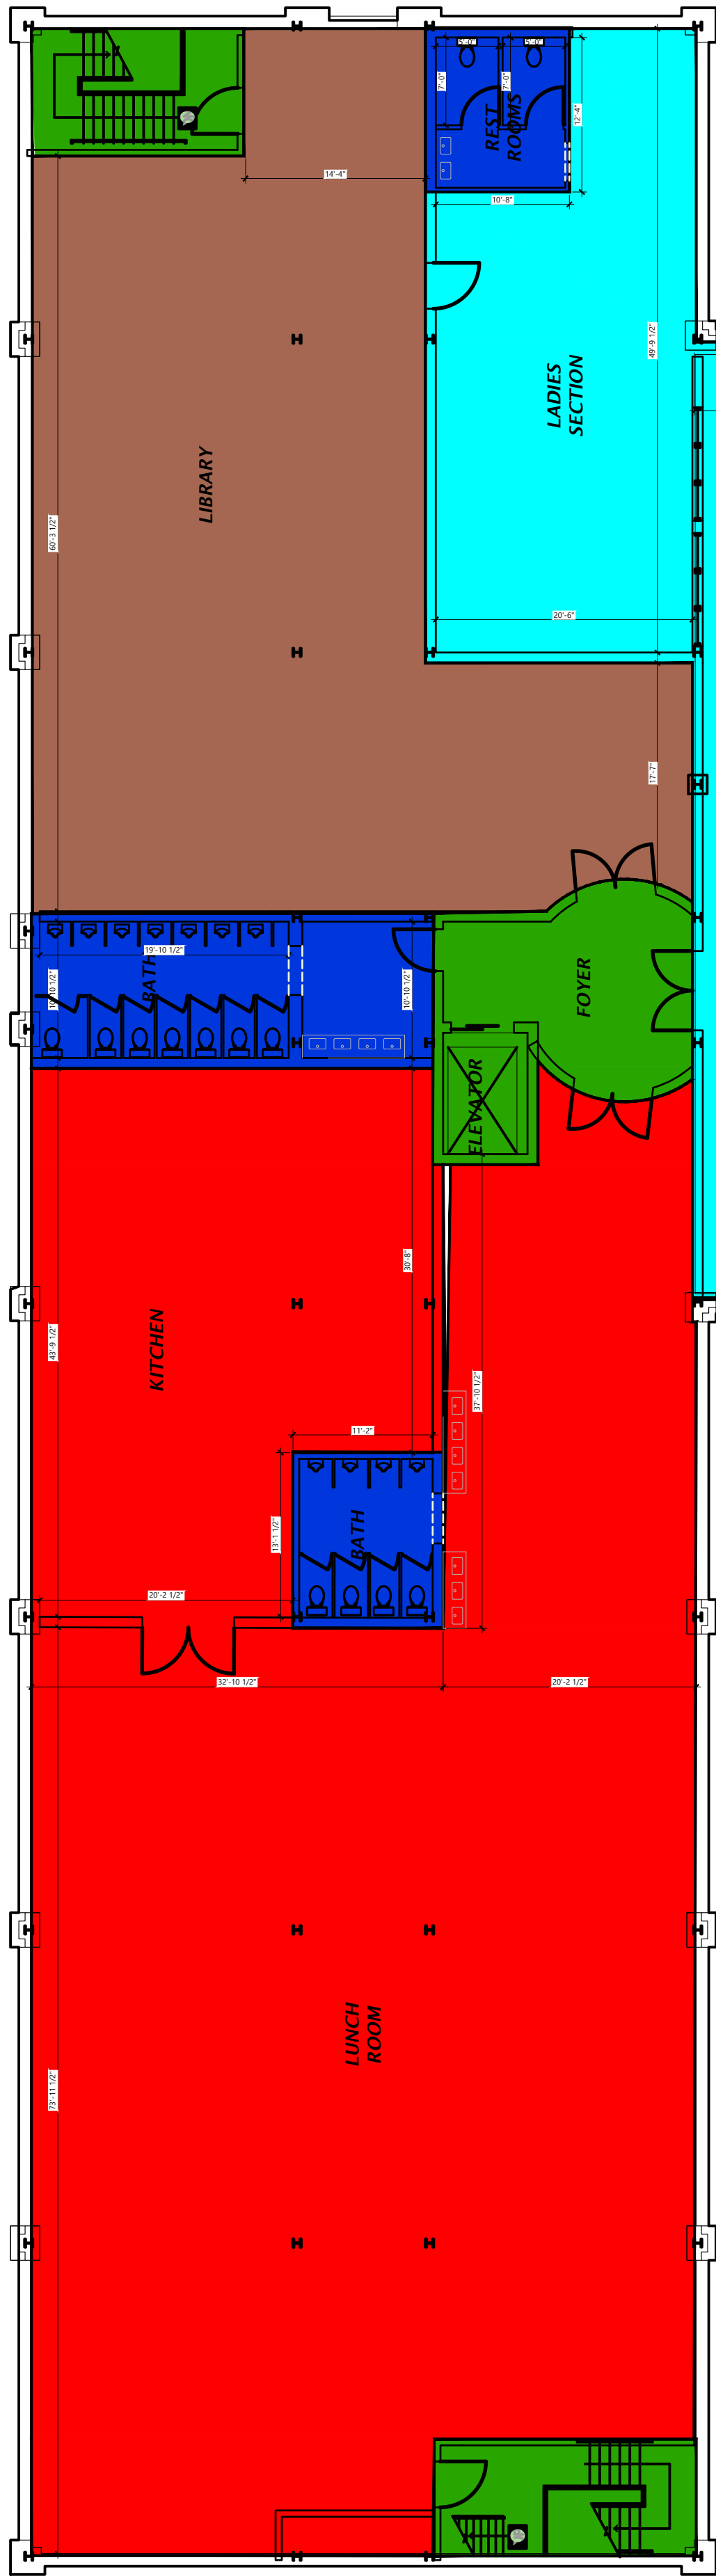 5'-0"
5'-0"
7'-0"
7'-0"
REST
ROOMS
12'-4"
14'-4"
10'-8"
49'-9 1/2"
LADIES
SECTION
LIBRARY
60'-3 1/2"
20'-6"
17'-7"
19'-10 1/2"
BATH
10'-10 1/2"
10'-10 1/2"
FOYER
ELEVATOR
30'-8"
KITCHEN
43'-9 1/2"
37'-10 1/2"
11'-2"
BATH
13'-1 1/2"
20'-2 1/2"
32'-10 1/2"
20'-2 1/2"
LUNCH
ROOM
73'-11 1/2"